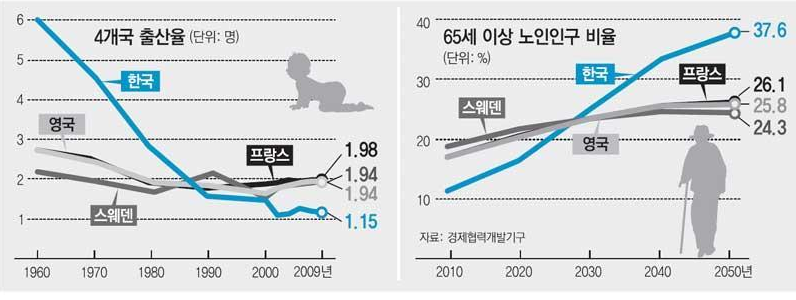 4개국 출산율 (단위: 명)
6
5
4
3
2
1
한국
영국
프랑스
스웨덴
1.98
1.94
1.94
1.15
1960
1970
1980
1990
2000
2009년
65세 이상 노인인구 비율
(단위: %)
40
30
20
10
한국
프랑스
스웨덴
영국
37.6
26.1
25.8
24.3
자료: 경제협력개발기구
2010
2020
2030
2040
2050년